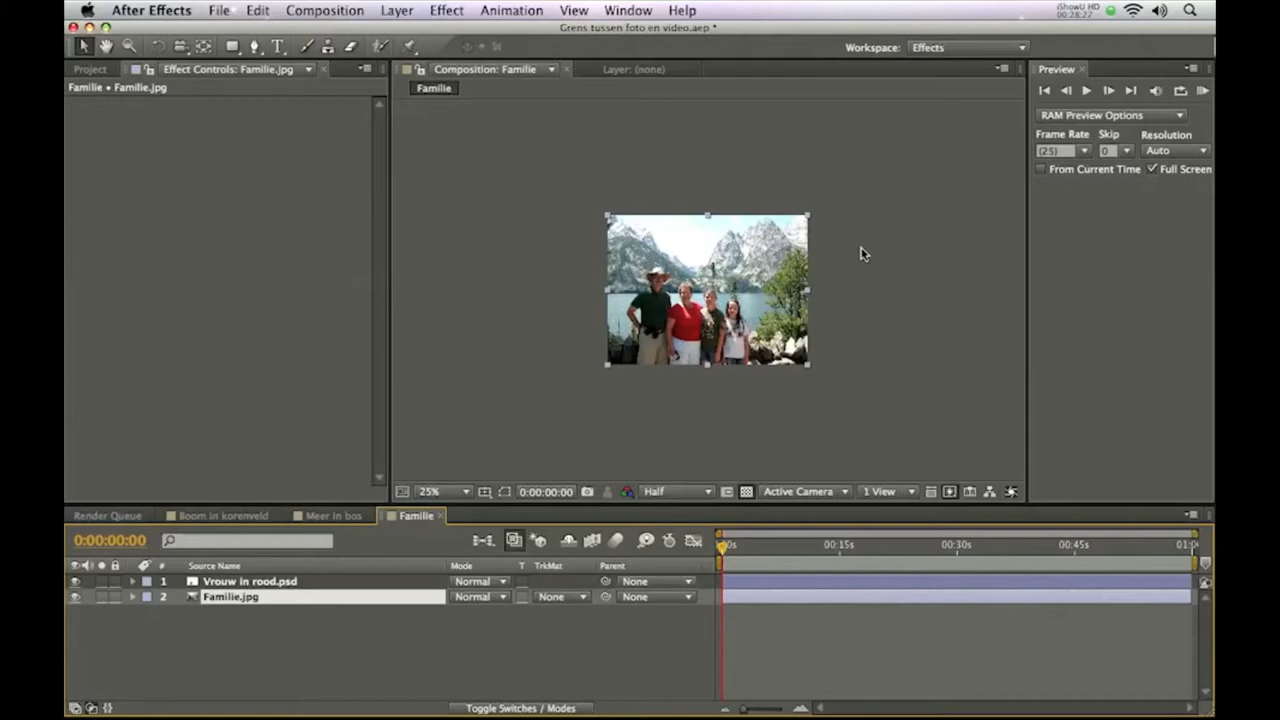 After Effects File Edit Composition Layer Effect Animation View Window Help iShowU HD
00:28:27
Grens tussen foto en video.aep *
Workspace: Effects
Project Effect Controls: Familie.jpg Composition: Familie Layer: (none) Preview
Familie • Familie.jpg Familie
RAM Preview Options
Frame Rate Skip Resolution
(25) 0 Auto
From Current Time Full Screen
25% 0:00:00:00 Half Active Camera 1 View
Render Queue Boom in korenveld Meer in bos Familie
0:00:00:00
00:15s 00:30s 00:45s
# Source Name Mode T TrkMat Parent
1 Vrouw in rood.psd Normal None
2 Familie.jpg Normal None None
Toggle Switches / Modes